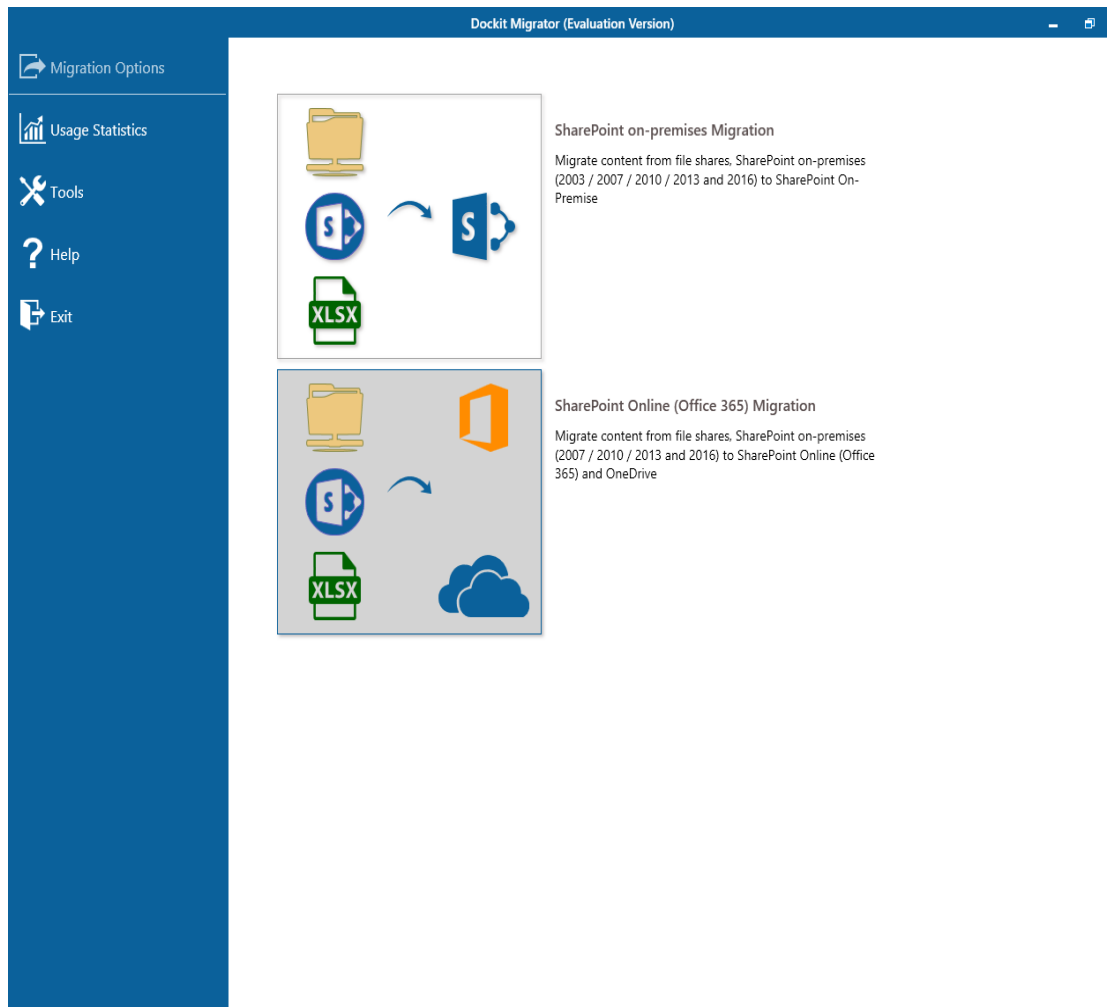 Dockit Migrator (Evaluation Version)
Migration Options
Usage Statistics
Tools
Help
Exit
S
S
XLSX
SharePoint on-premises Migration
Migrate content from file shares, SharePoint on-premises
(2003 / 2007 / 2010 / 2013 and 2016) to SharePoint On-
Premise
S
XLSX
SharePoint Online (Office 365) Migration
Migrate content from file shares, SharePoint on-premises
(2007 / 2010 / 2013 and 2016) to SharePoint Online (Office
365) and OneDrive